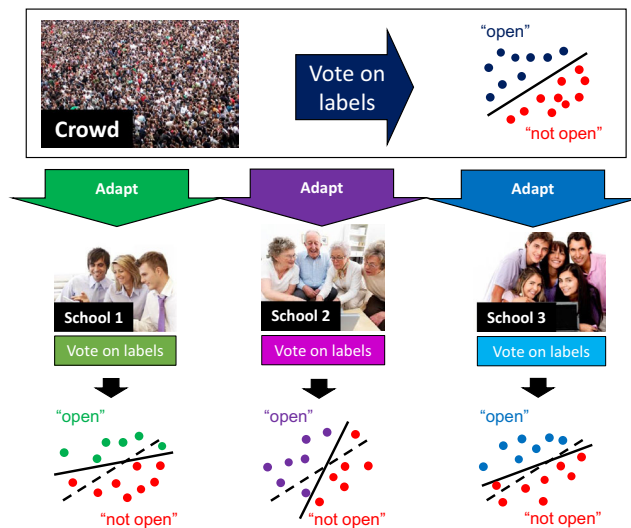 “open”
Vote on
labels
Crowd
“not open”
Adapt
Adapt
Adapt
School 1
School 2
School 3
Vote on labels
Vote on labels
Vote on labels
“open”
“open”
“open”
“not open”
“not open”
“not open”